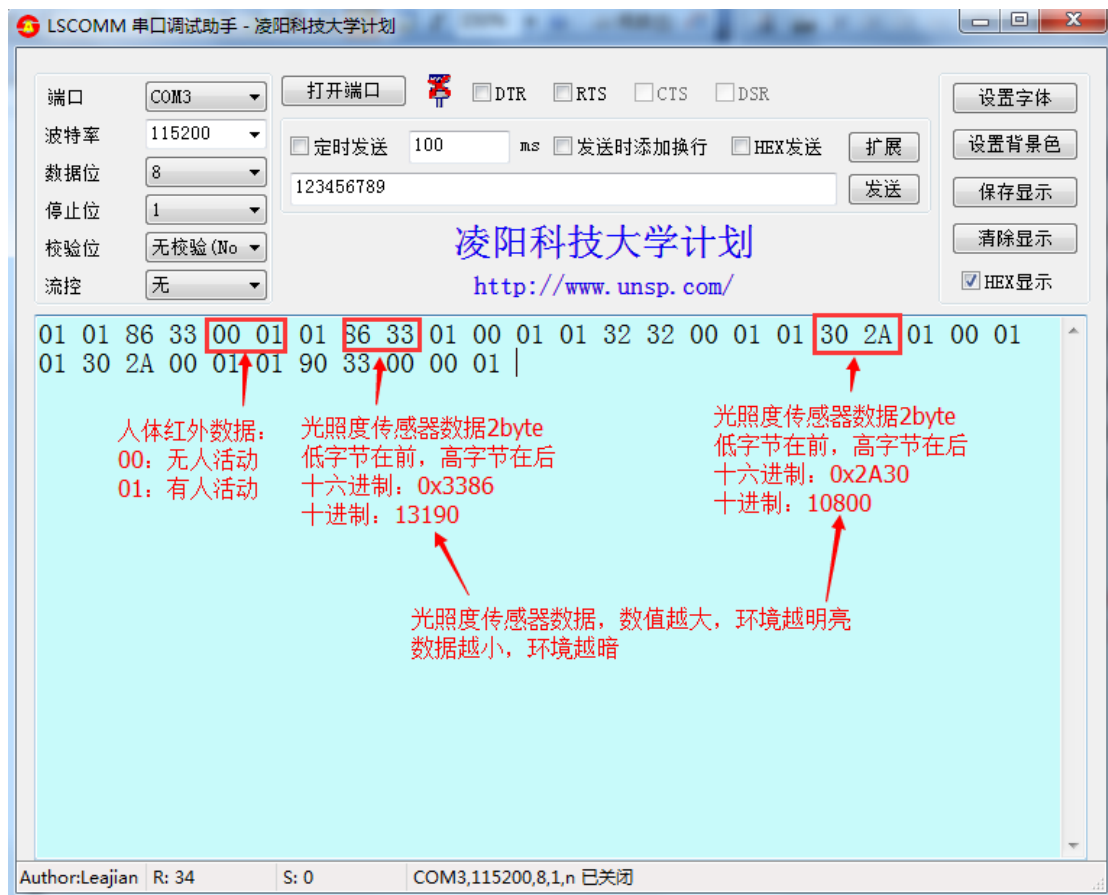 LSCOMM 串口调试助手 - 凌阳科技大学计划
端口 COM3
波特率 115200
数据位 8
停止位 1
校验位 无校验(No
流控 无
打开端口 DTR RTS CTS DSR
定时发送 100 ms 发送时添加换行 HEX发送 扩展
123456789 发送
凌阳科技大学计划
http://www.unsp.com/
设置字体
设置背景色
保存显示
清除显示
HEX显示
01 01 86 33 00 01 01 86 33 01 00 01 01 32 32 00 01 01 30 2A 01 00 01
01 30 2A 00 01 01 90 33 00 00 01
人体红外数据：
00：无人活动
01：有人活动
光照度传感器数据2byte
低字节在前，高字节在后
十六进制：0x3386
十进制：13190
光照度传感器数据2byte
低字节在前，高字节在后
十六进制：0x2A30
十进制：10800
光照度传感器数据，数值越大，环境越明亮
数据越小，环境越暗
Author:Leajian R: 34 S: 0 COM3,115200,8,1,n 已关闭